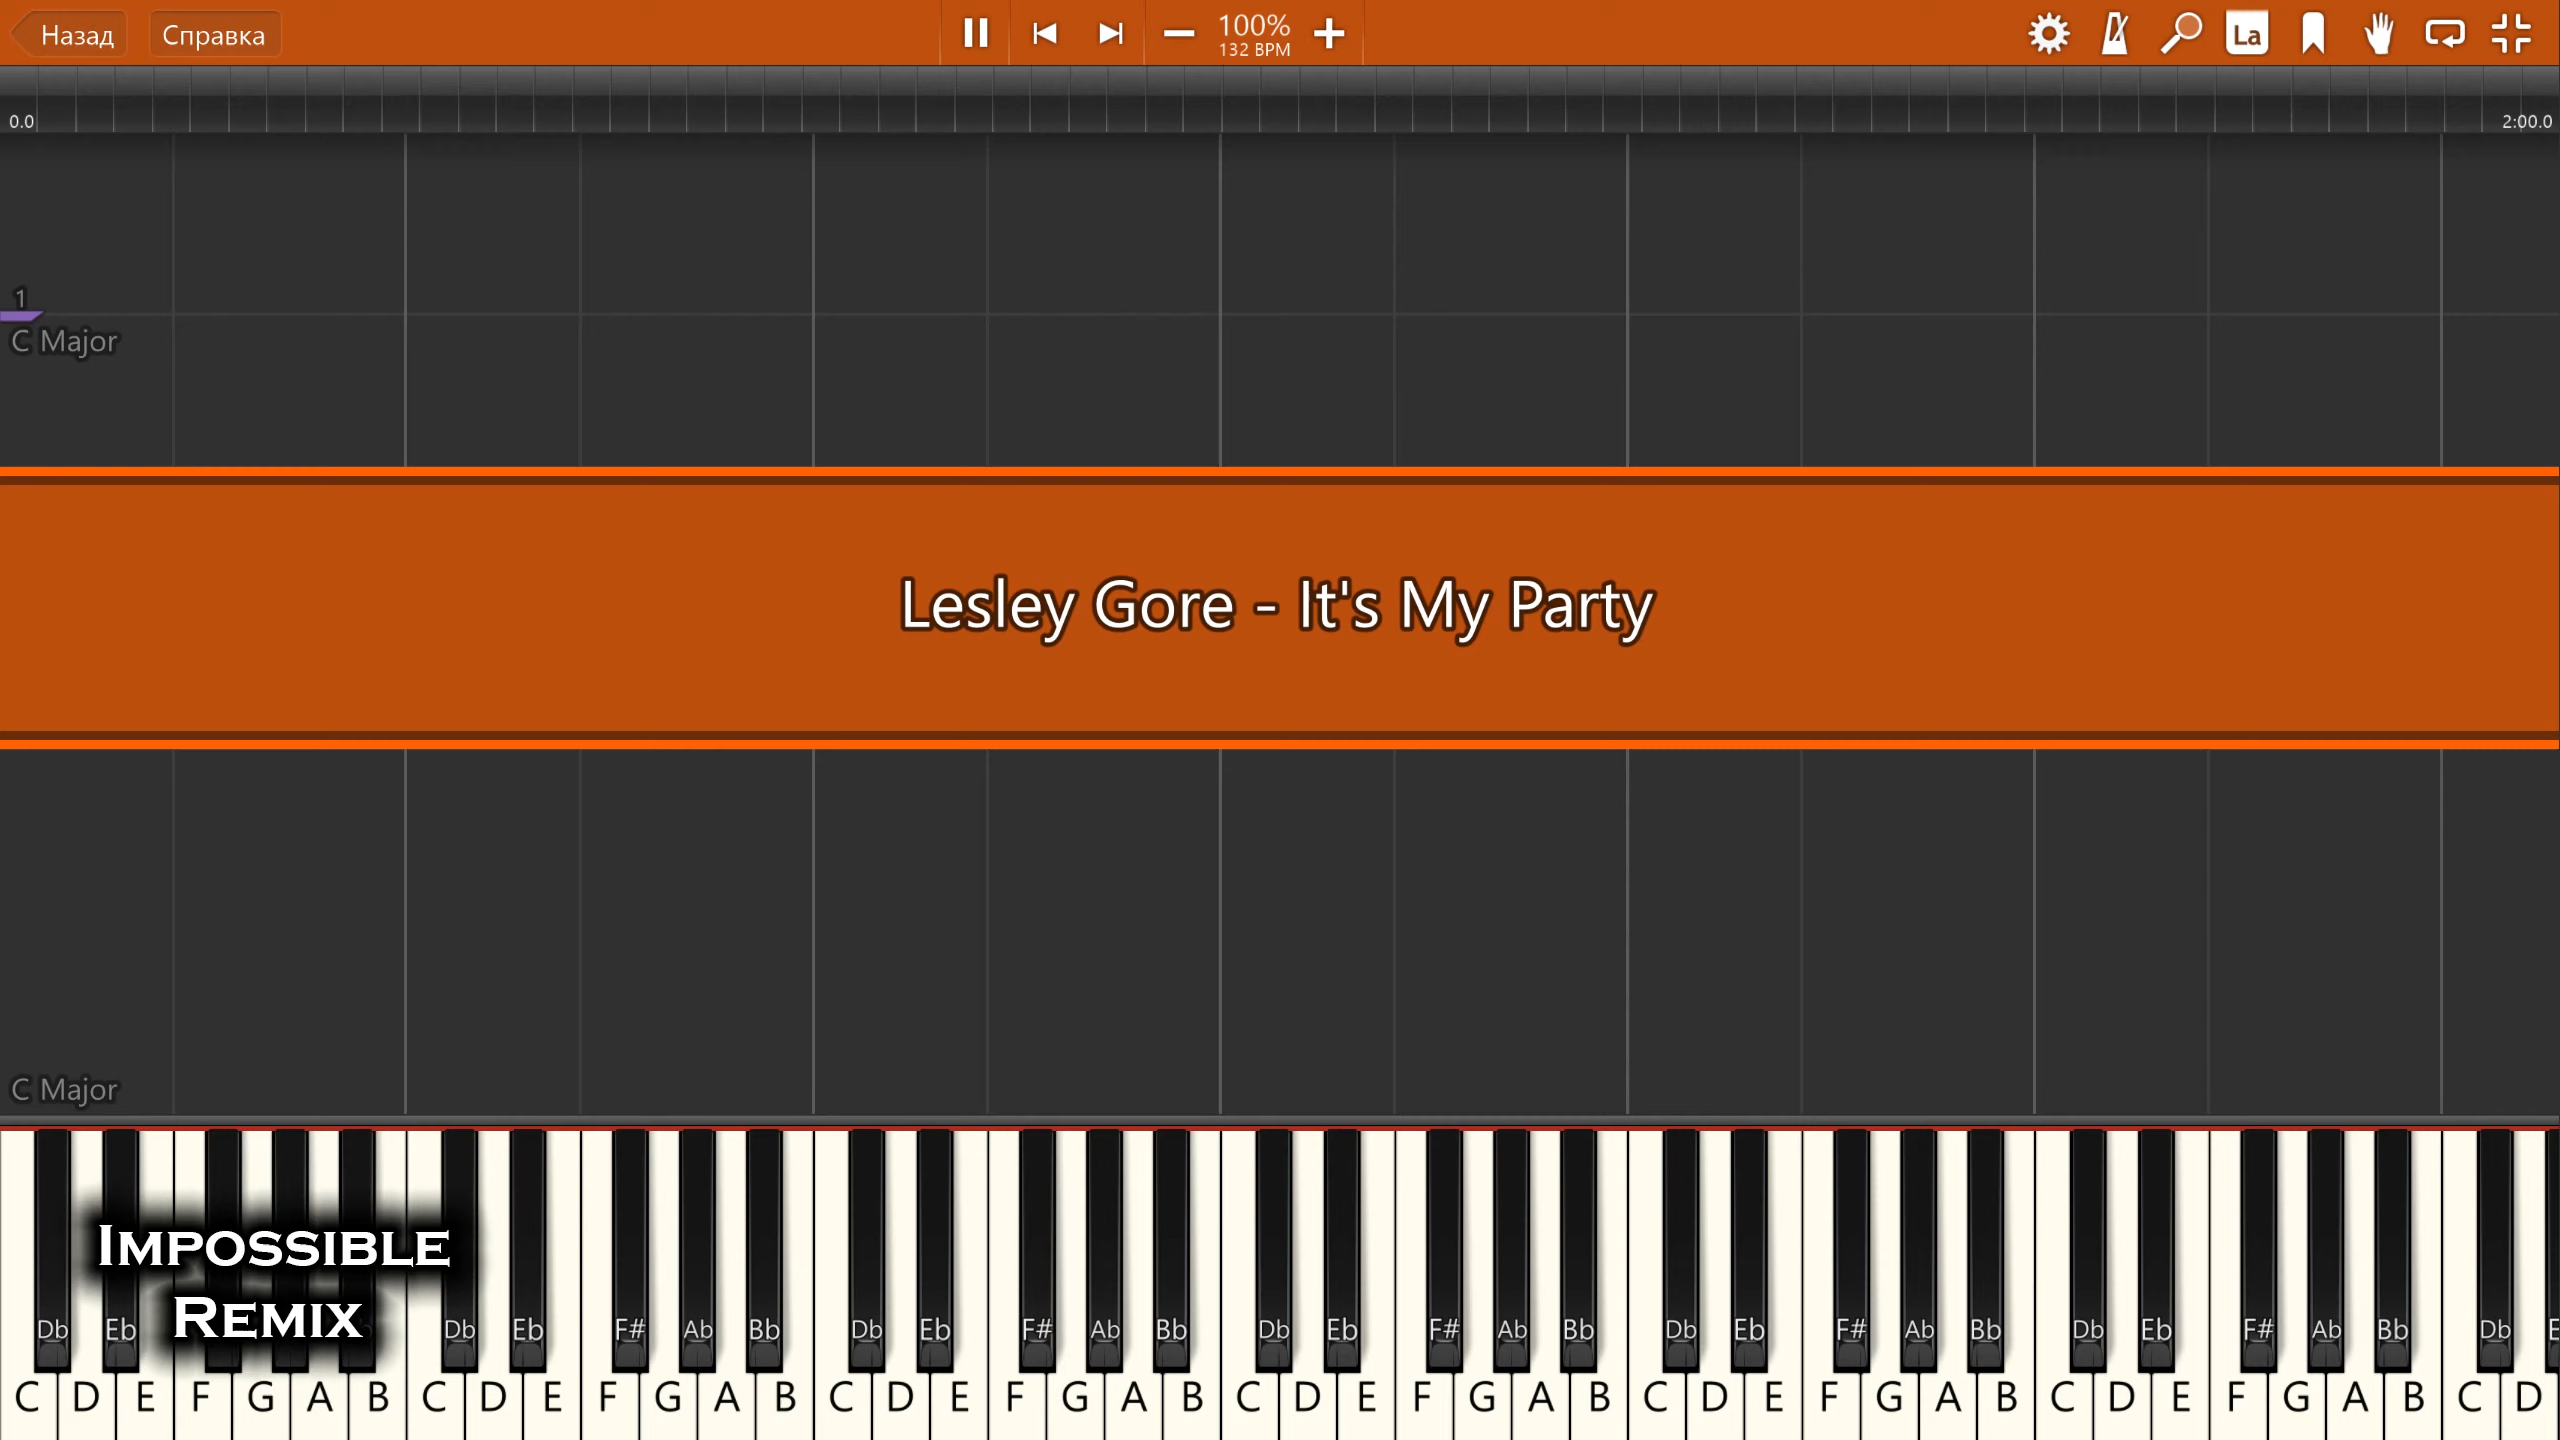 Назад Справка 100% La
132 BPM
0.0 2:00.0
1
C Major
Lesley Gore - It's My Party
C Major
Impossible
Remix
Db Eb Db Eb F# Ab Bb Db Eb F# Ab Bb Db Eb F# Ab Bb Db Eb F# Ab Bb Db Eb F# Ab Bb Db
C D E F G A B C D E F G A B C D E F G A B C D E F G A B C D E F G A B C D E F G A B C D